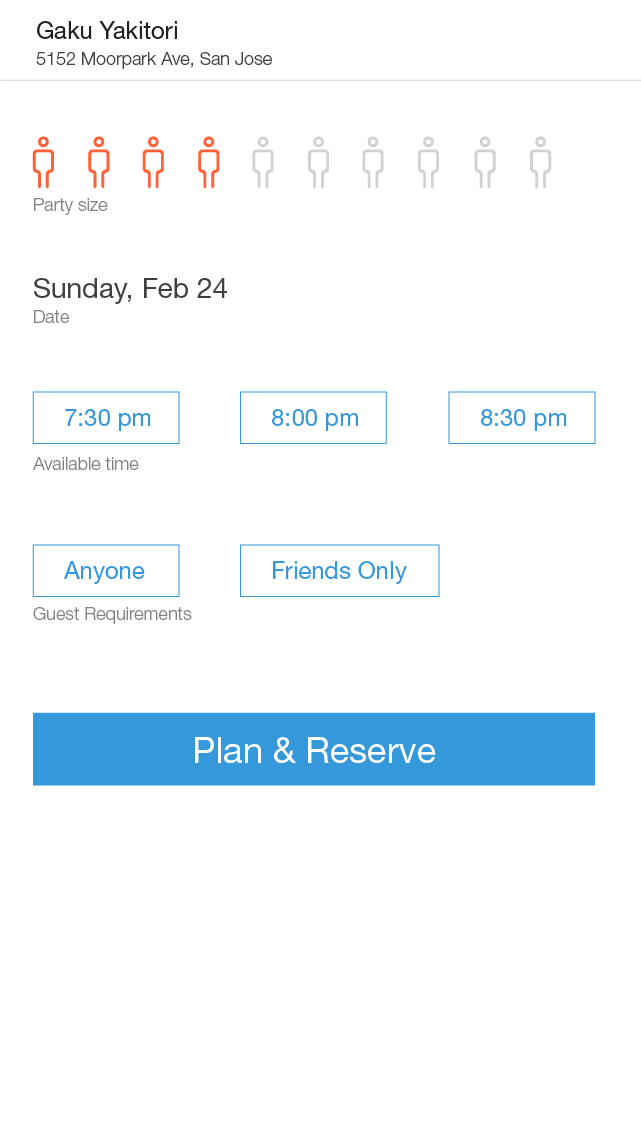 Gaku Yakitori
5152 Moorpark Ave, San Jose
Party size
Sunday, Feb 24
Date
7:30 pm 8:00 pm 8:30 pm
Available time
Anyone Friends Only
Guest Requirements
Plan & Reserve